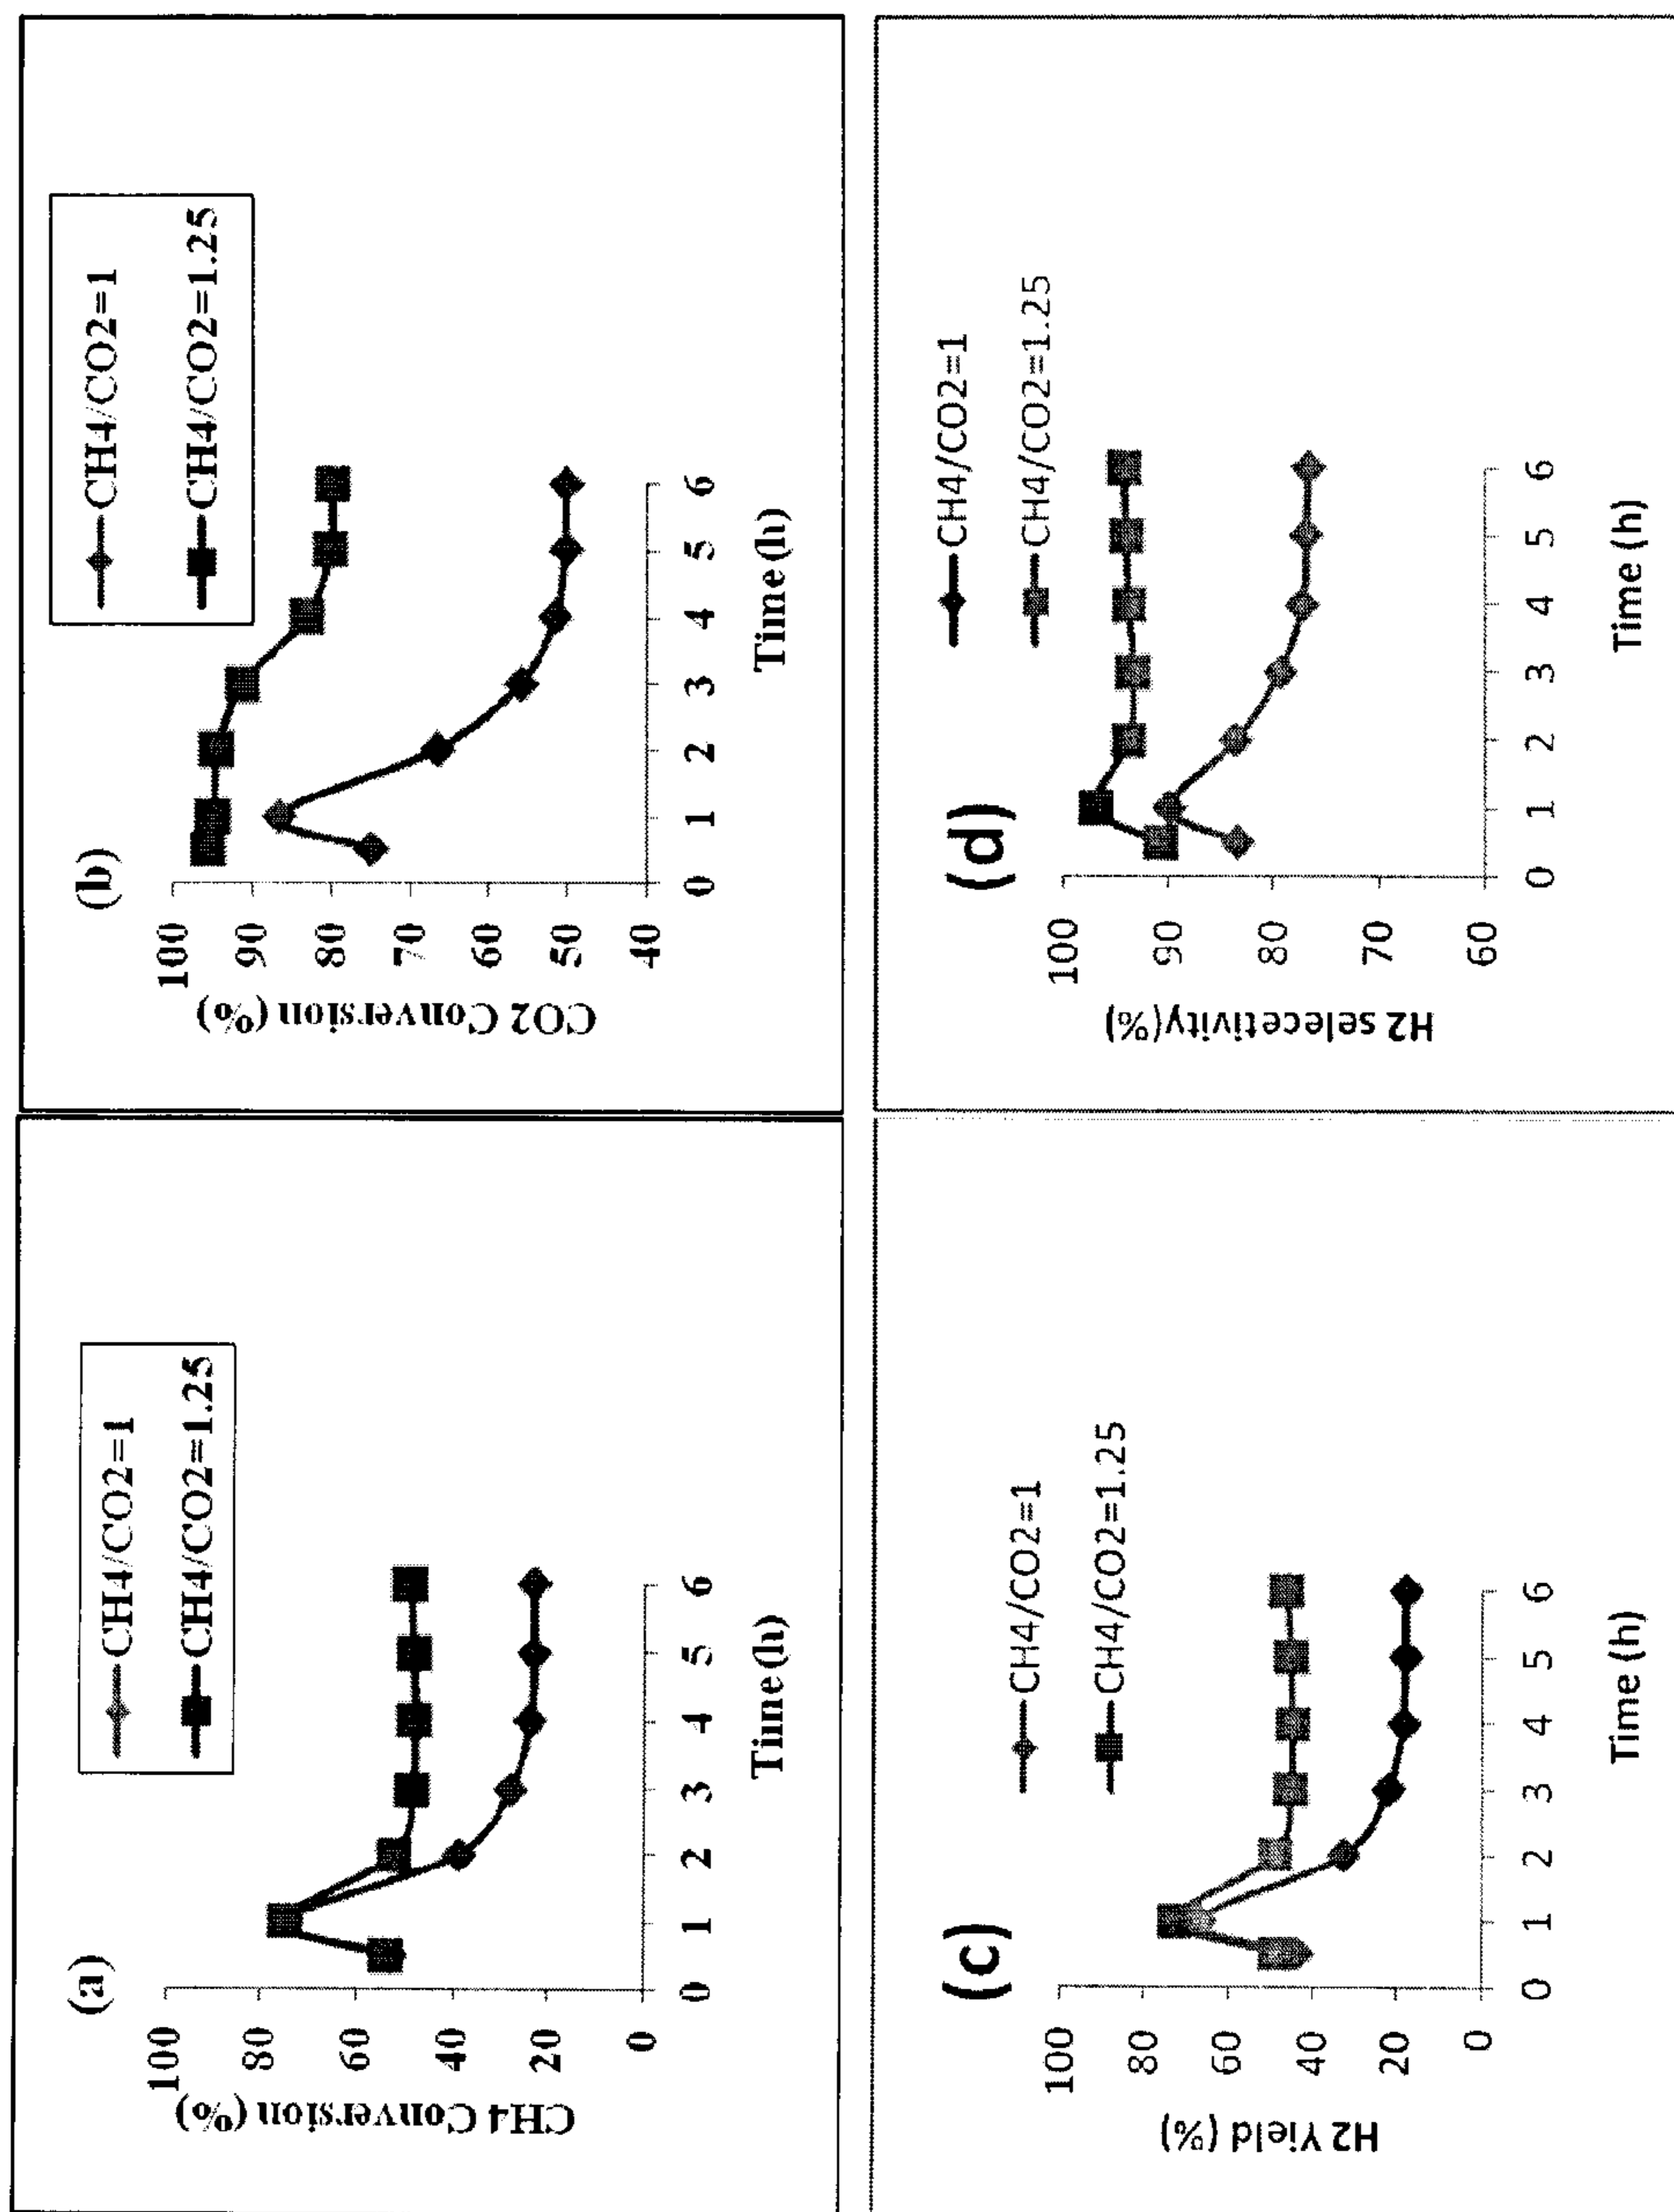 (a)
CH4/CO2=1
CH4/CO2=1.25
100
80
60
40
20
0
CH4 Conversion (%)
0 1 2 3 4 5 6
Time (h)
(b)
CH4/CO2=1
CH4/CO2=1.25
100
90
80
70
60
50
40
CO2 Conversion (%)
0 1 2 3 4 5 6
Time (h)
(c)
CH4/CO2=1
CH4/CO2=1.25
100
80
60
40
20
0
H2 Yield (%)
0 1 2 3 4 5 6
Time (h)
(d)
CH4/CO2=1
CH4/CO2=1.25
100
90
80
70
60
H2 selecetivity(%)
0 1 2 3 4 5 6
Time (h)